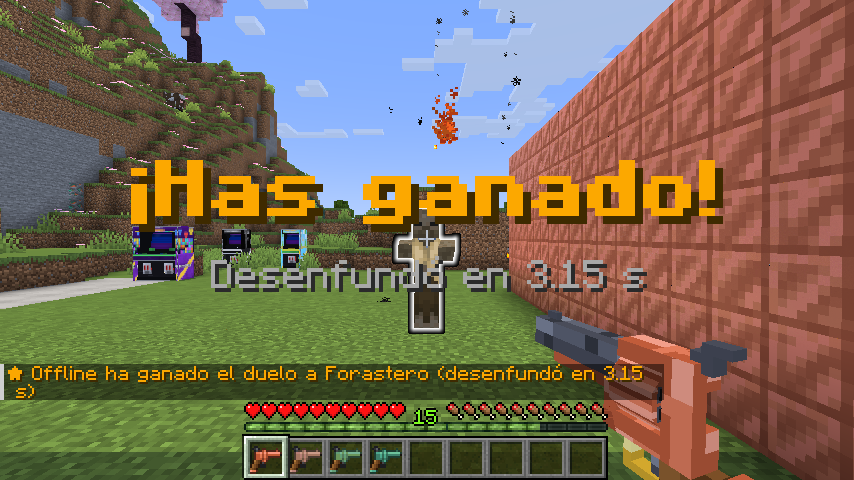 ¡Has ganado!
Desenfundó en 3.15 s
★ Offline ha ganado el duelo a Forastero (desenfundó en 3.15
s)
15